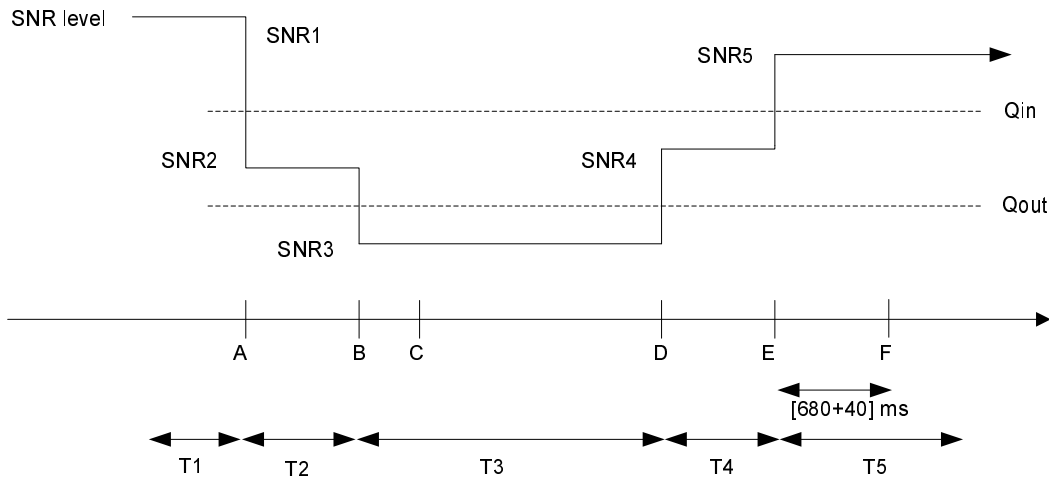 SNR level
SNR1
SNR5
Qin
SNR2
SNR4
Qout
SNR3
A B C D E F
[680+40] ms
T1 T2 T3 T4 T5